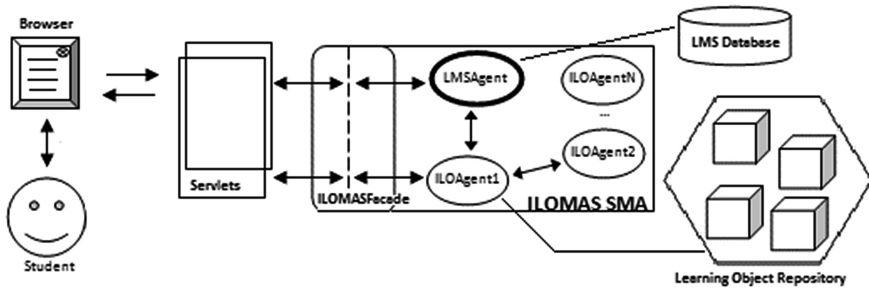 Browser
LMS Database
LMSAgent
ILOAgentN
...
ILOAgent2
ILOAgent1
Servlets
ILOMASFacade
ILOMAS SMA
Student
Learning Object Repository